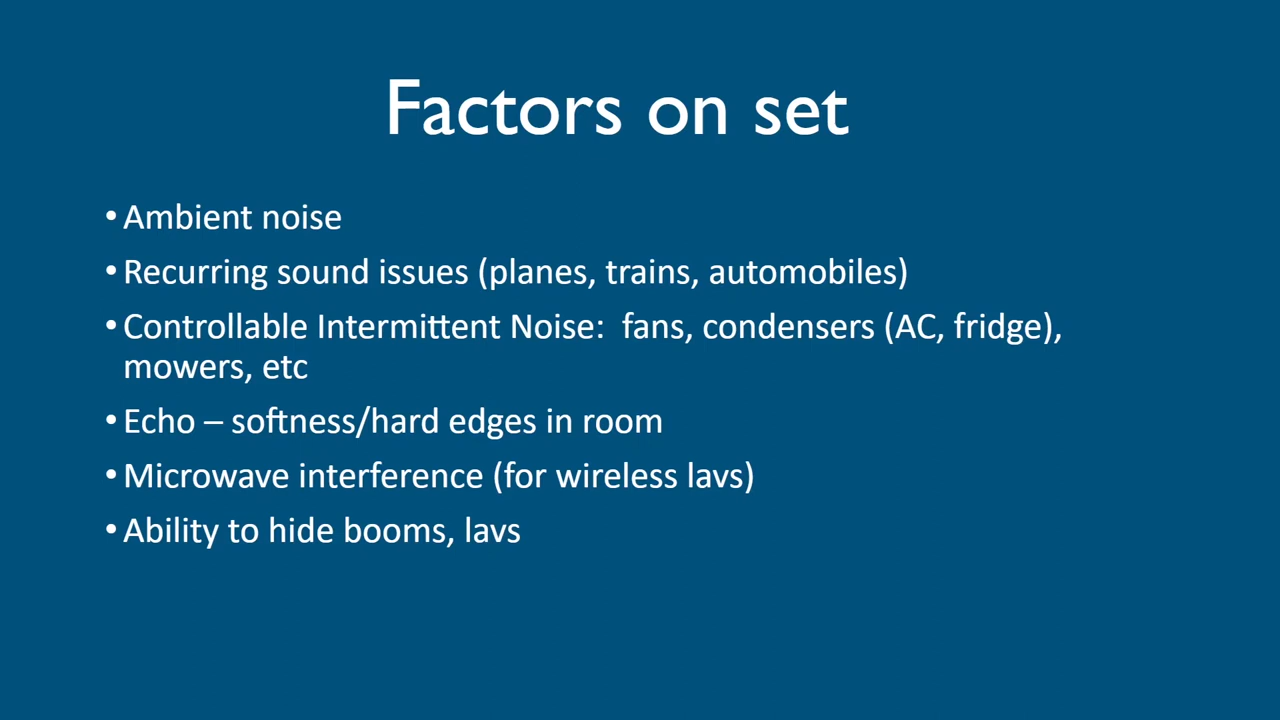 Factors on set
•Ambient noise
•Recurring sound issues (planes, trains, automobiles)
•Controllable Intermittent Noise:  fans, condensers (AC, fridge),
mowers, etc
•Echo – softness/hard edges in room
•Microwave interference (for wireless lavs)
•Ability to hide booms, lavs